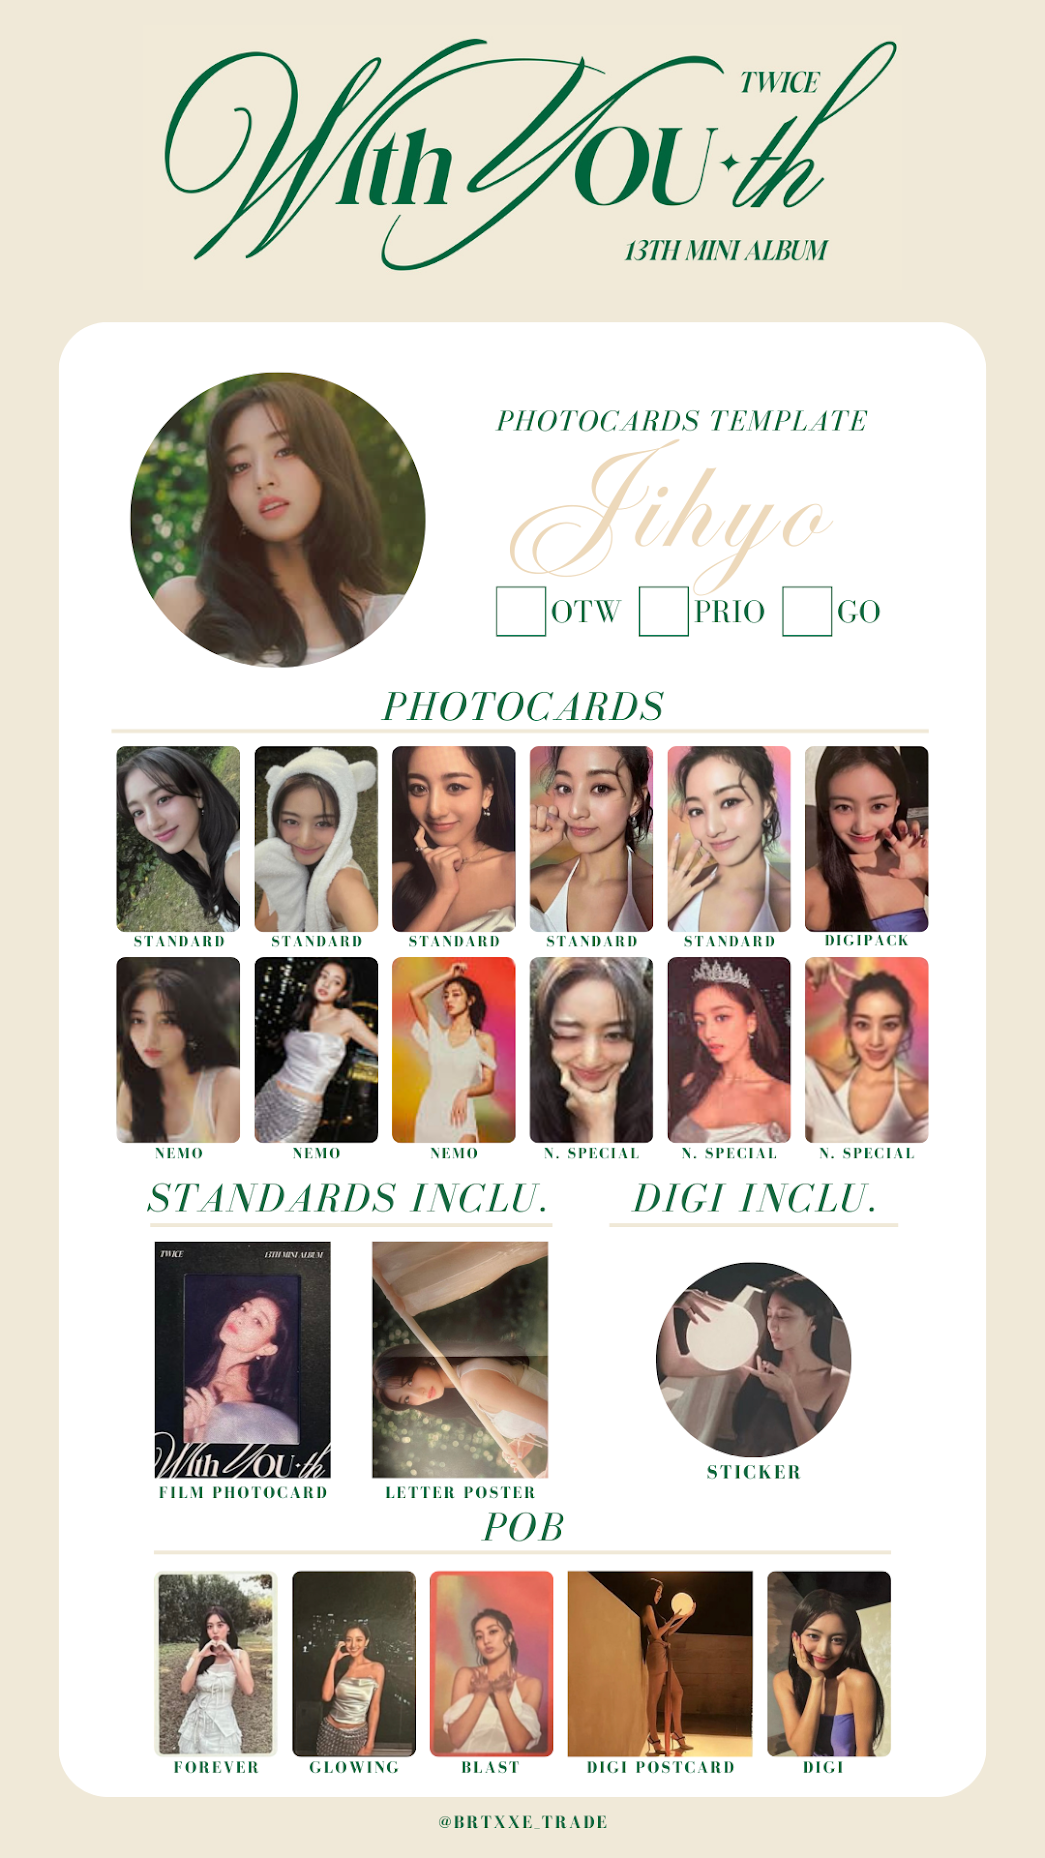 TWICE
With YOU-th
13TH MINI ALBUM
PHOTOCARDS TEMPLATE
Jihyo
OTW PRIO GO
PHOTOCARDS
STANDARD STANDARD STANDARD STANDARD STANDARD DIGIPACK
NEMO NEMO NEMO N. SPECIAL N. SPECIAL N. SPECIAL
STANDARDS INCLU. DIGI INCLU.
TWICE 13TH MINI ALBUM
With YOU-th
FILM PHOTOCARD LETTER POSTER STICKER
POB
FOREVER GLOWING BLAST DIGI POSTCARD DIGI
@BRTXXE_TRADE